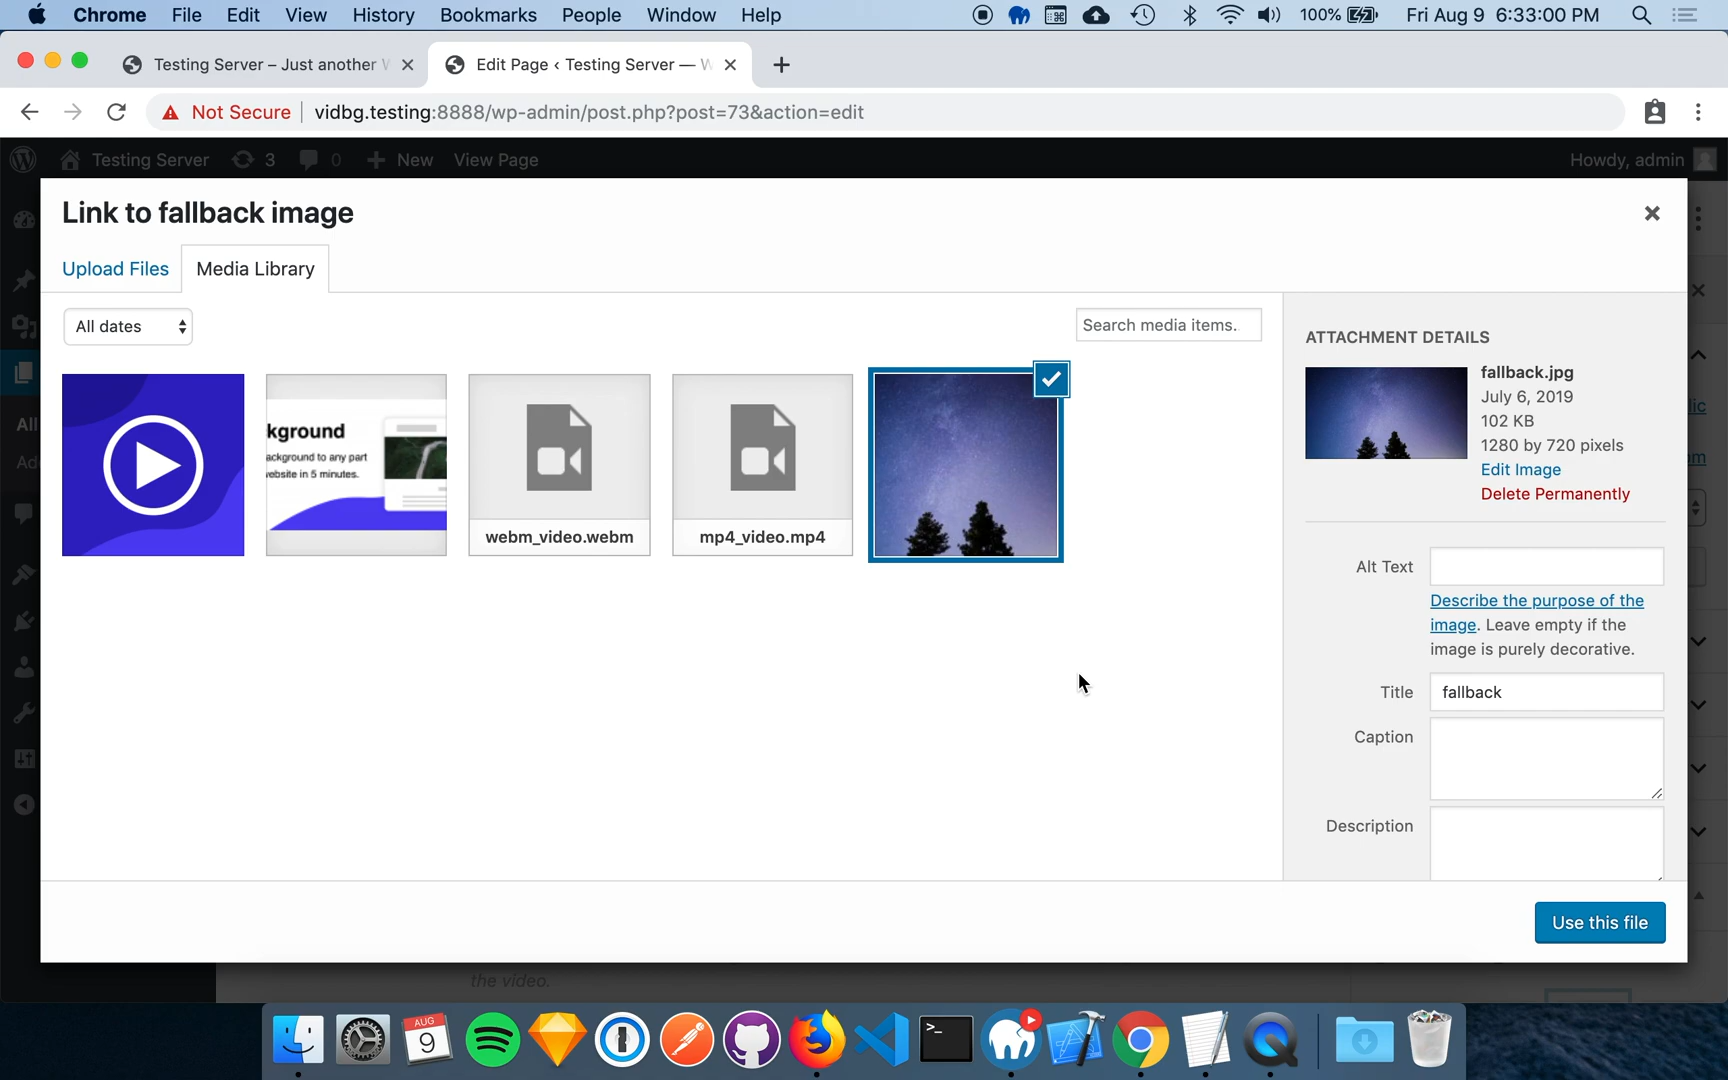 Chrome File Edit View History Bookmarks People Window Help 100% Fri Aug 9 6:33:00 PM
Testing Server – Just another W
Edit Page ‹ Testing Server — W
Not Secure vidbg.testing:8888/wp-admin/post.php?post=73&action=edit
Testing Server 3 0 New View Page Howdy, admin
Link to fallback image
Upload Files Media Library
All dates
Search media items.
kground
ackground to any part
ebsite in 5 minutes.
webm_video.webm
mp4_video.mp4
ATTACHMENT DETAILS
fallback.jpg
July 6, 2019
102 KB
1280 by 720 pixels
Edit Image
Delete Permanently
Alt Text
Describe the purpose of the
image. Leave empty if the
image is purely decorative.
Title fallback
Caption
Description
Use this file
All
Ad
lic
om
the video.
AUG
9